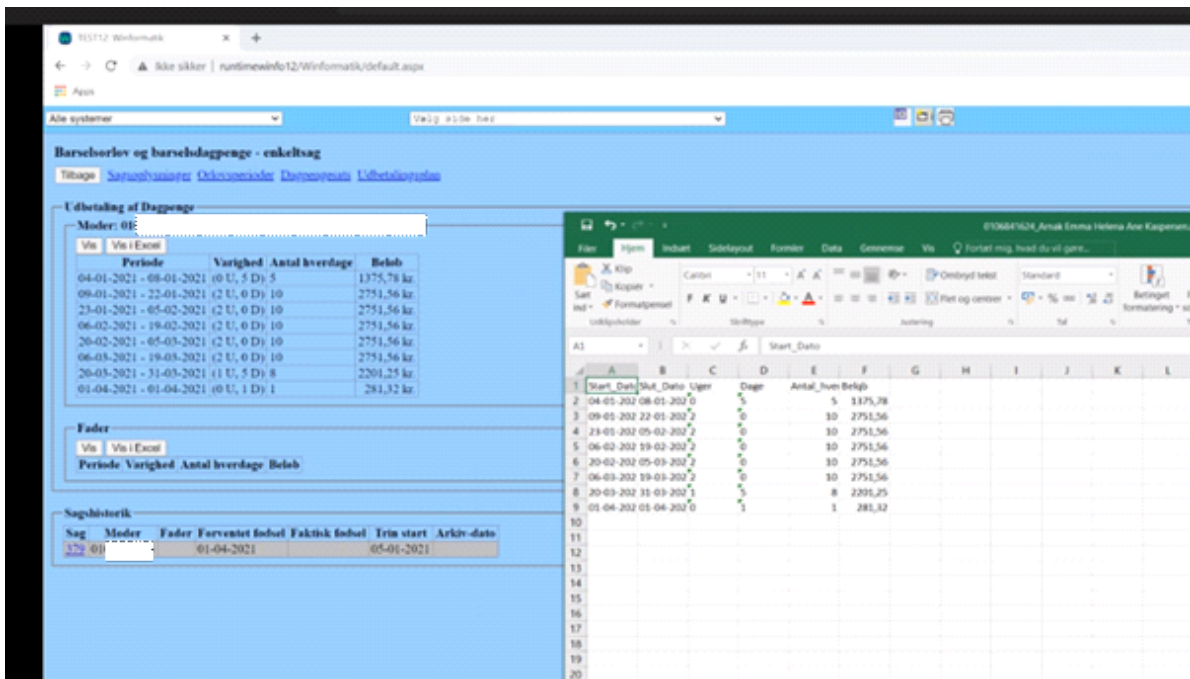 TEST12: Winformatik
Ikke sikker | runtimewinfo12/Winformatik/default.aspx
Apps
Alle systemer
Vælg side her
Barselsorlov og barselsdagpenge - enkeltsag
Tilbage Sagsoplysninger Orlovsperioder Dagpengesats Udbetalingsplan
Udbetaling af Dagpenge
Moder: 01
Vis Vis i Excel
Periode Varighed Antal hverdage Beløb
04-01-2021 - 08-01-2021 (0 U, 5 D) 5 1375,78 kr.
09-01-2021 - 22-01-2021 (2 U, 0 D) 10 2751,56 kr.
23-01-2021 - 05-02-2021 (2 U, 0 D) 10 2751,56 kr.
06-02-2021 - 19-02-2021 (2 U, 0 D) 10 2751,56 kr.
20-02-2021 - 05-03-2021 (2 U, 0 D) 10 2751,56 kr.
06-03-2021 - 19-03-2021 (2 U, 0 D) 10 2751,56 kr.
20-03-2021 - 31-03-2021 (1 U, 5 D) 8 2201,25 kr.
01-04-2021 - 01-04-2021 (0 U, 1 D) 1 281,32 kr.
Fader
Vis Vis i Excel
Periode Varighed Antal hverdage Beløb
Sagshistorik
Sag Moder Fader Forventet fødsel Faktisk fødsel Trin start Arkiv-dato
379 01 01-04-2021 05-01-2021
Filer Hjem Indsæt Sidelayout Formler Data Gennemse Vis Fortæl mig, hvad du vil gøre...
Sæt ind
Klip
Kopiér
Formatpensel
Udklipsholder
Calibri 11
F K U
Skrifttype
Ombryd tekst
Flet og centrer
Justering
Standard
Tal
Betinget
formatering
A1 Start_Dato
A B C D E F G H I J K L
1 Start_Dato Slut_Dato Uger Dage Antal_hver Beløb
2 04-01-202 08-01-202 0 5 5 1375,78
3 09-01-202 22-01-202 2 0 10 2751,56
4 23-01-202 05-02-202 2 0 10 2751,56
5 06-02-202 19-02-202 2 0 10 2751,56
6 20-02-202 05-03-202 2 0 10 2751,56
7 06-03-202 19-03-202 2 0 10 2751,56
8 20-03-202 31-03-202 1 5 8 2201,25
9 01-04-202 01-04-202 0 1 1 281,32
10
11
12
13
14
15
16
17
18
19
20